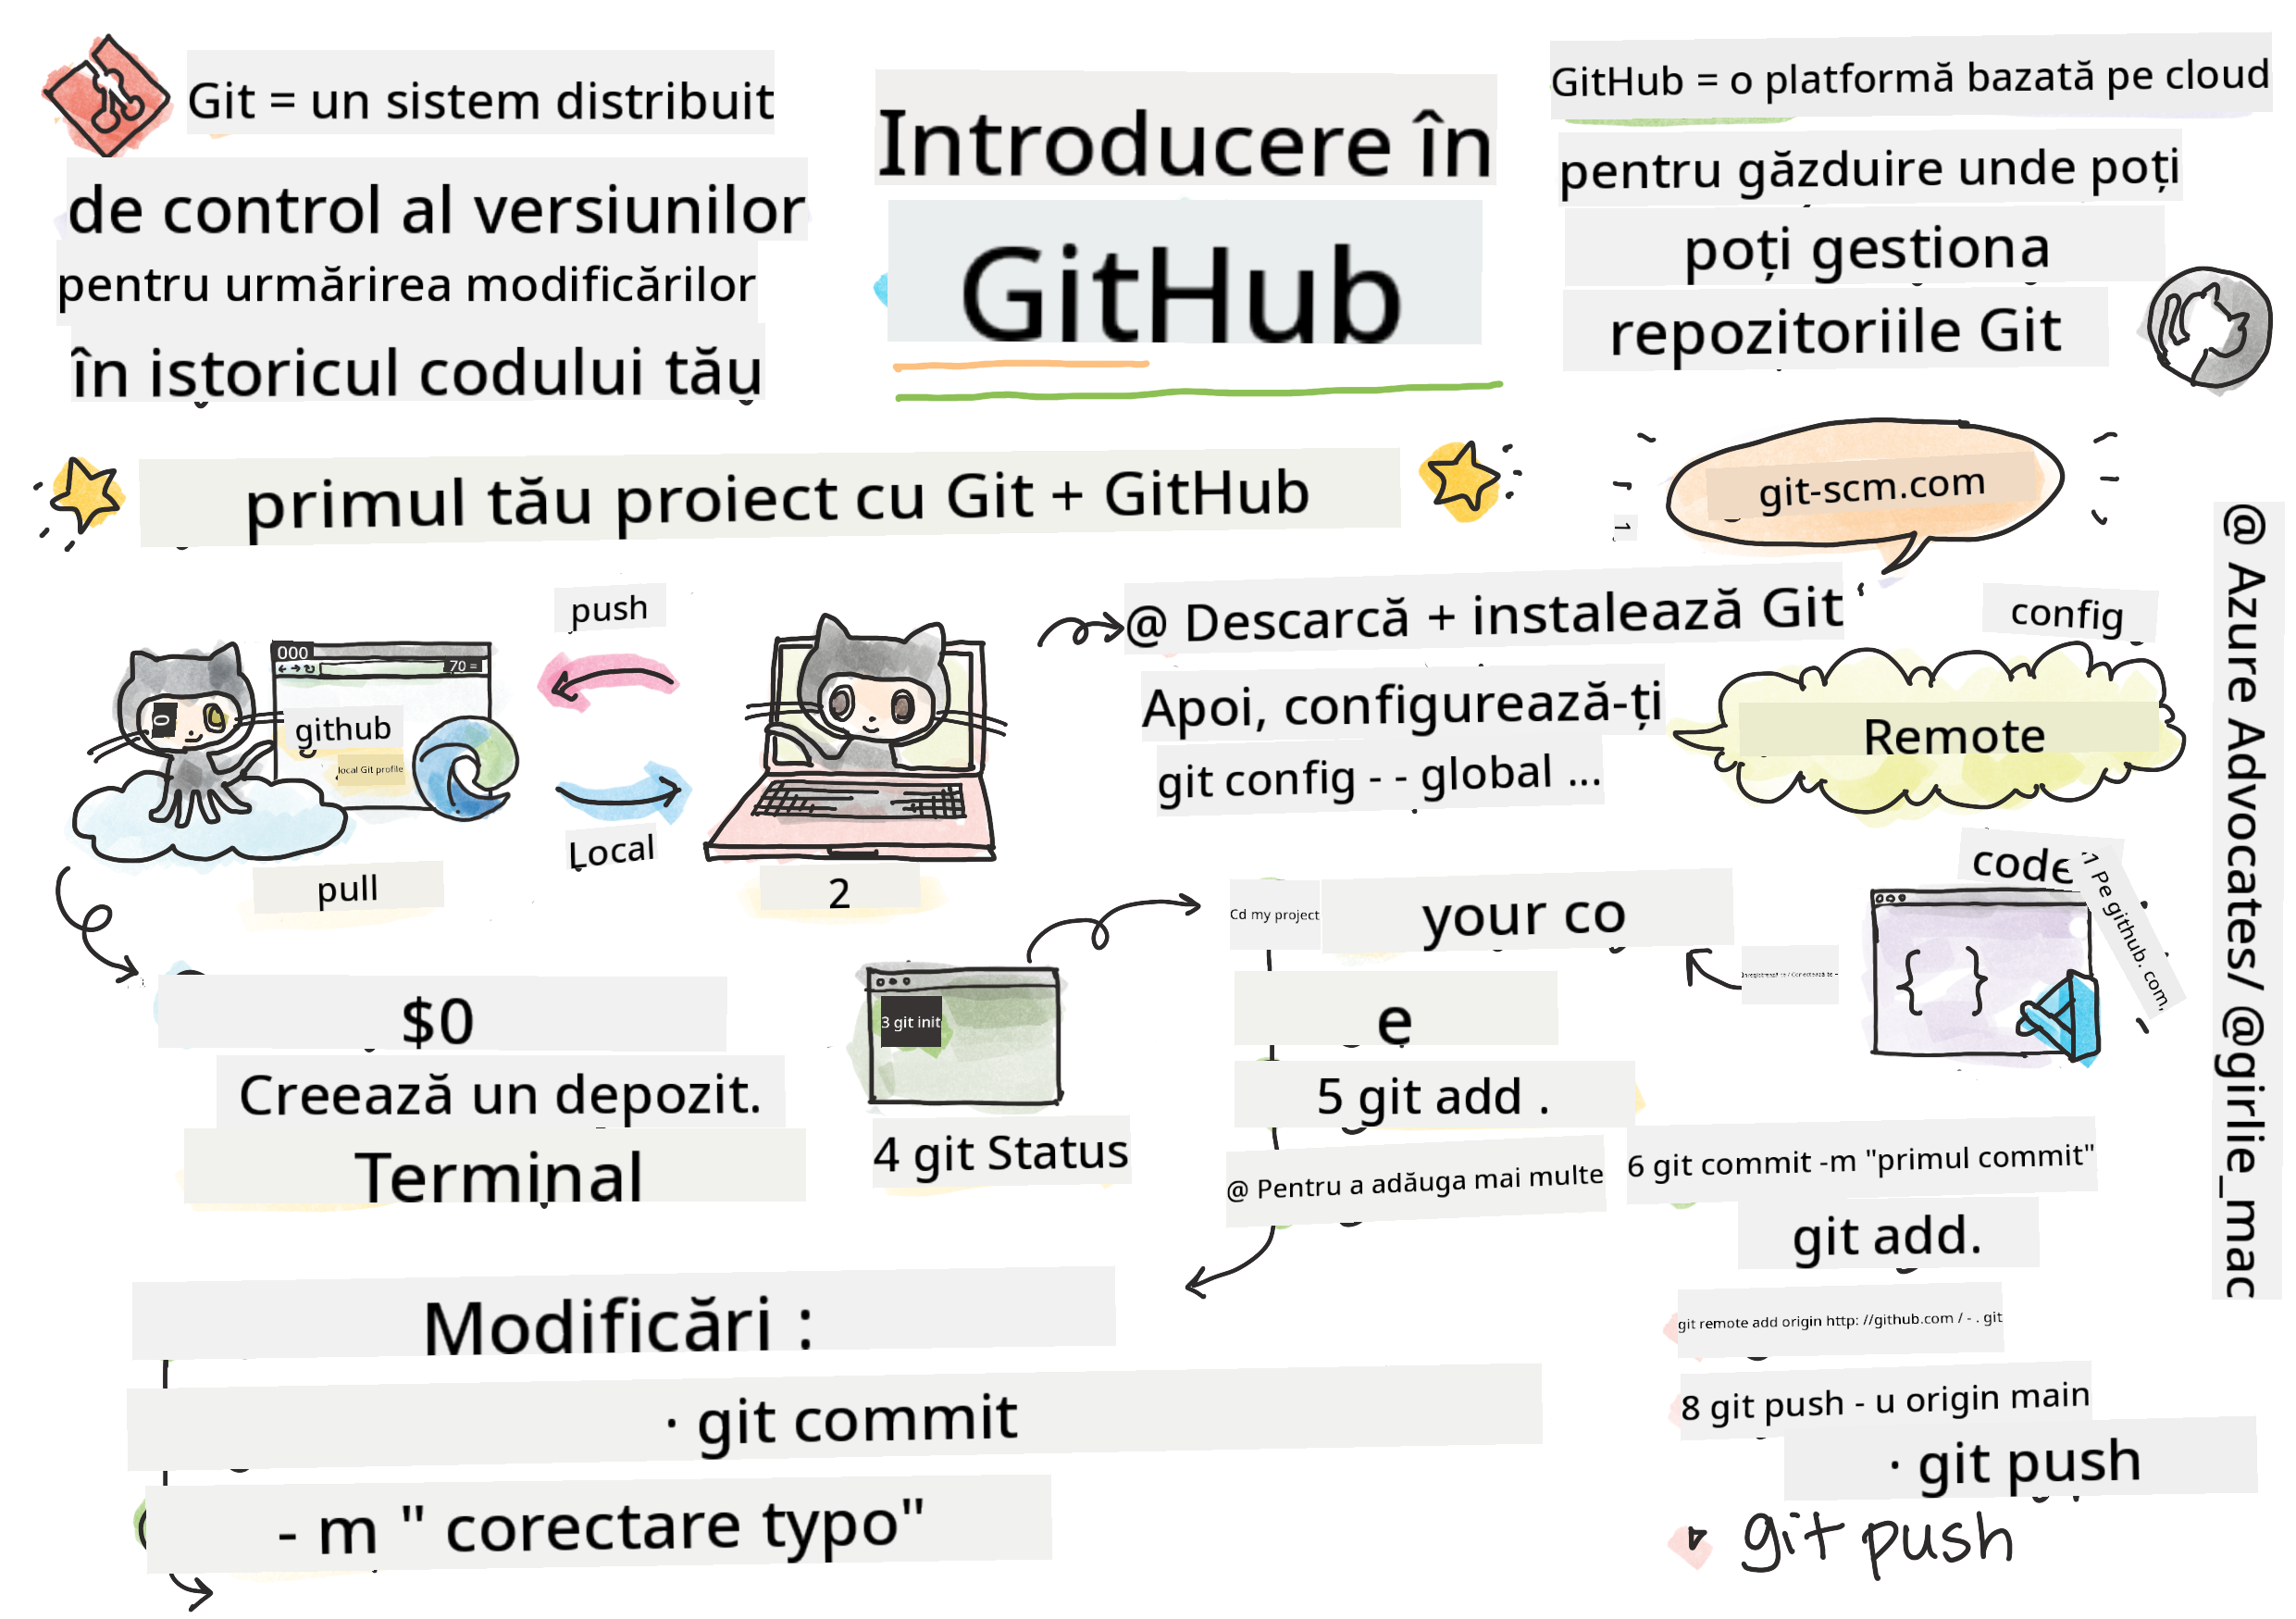 Git = un sistem distribuit
de control al versiunilor
pentru urmărirea modificărilor
în istoricul codului tău
Introducere în
GitHub
GitHub = o platformă bazată pe cloud
pentru găzduire unde poți
poți gestiona
repozitoriile Git
primul tău proiect cu Git + GitHub
git-scm.com
1
@ Azure Advocates/ @girlie_mac
push
000
70 =
0
github
local Git profile
Local
pull
2
@ Descarcă + instalează Git
Apoi, configurează-ți
git config - - global ...
config
Remote
code
1 Pe github. com,
$0
Creează un depozit.
Terminal
3 git init
4 git Status
Cd my project
your co
e
5 git add .
@ Pentru a adăuga mai multe
6 git commit -m "primul commit"
git add.
git remote add origin http: //github.com / - . git
8 git push - u origin main
· git push
git push
Modificări :
· git commit
- m " corectare typo"